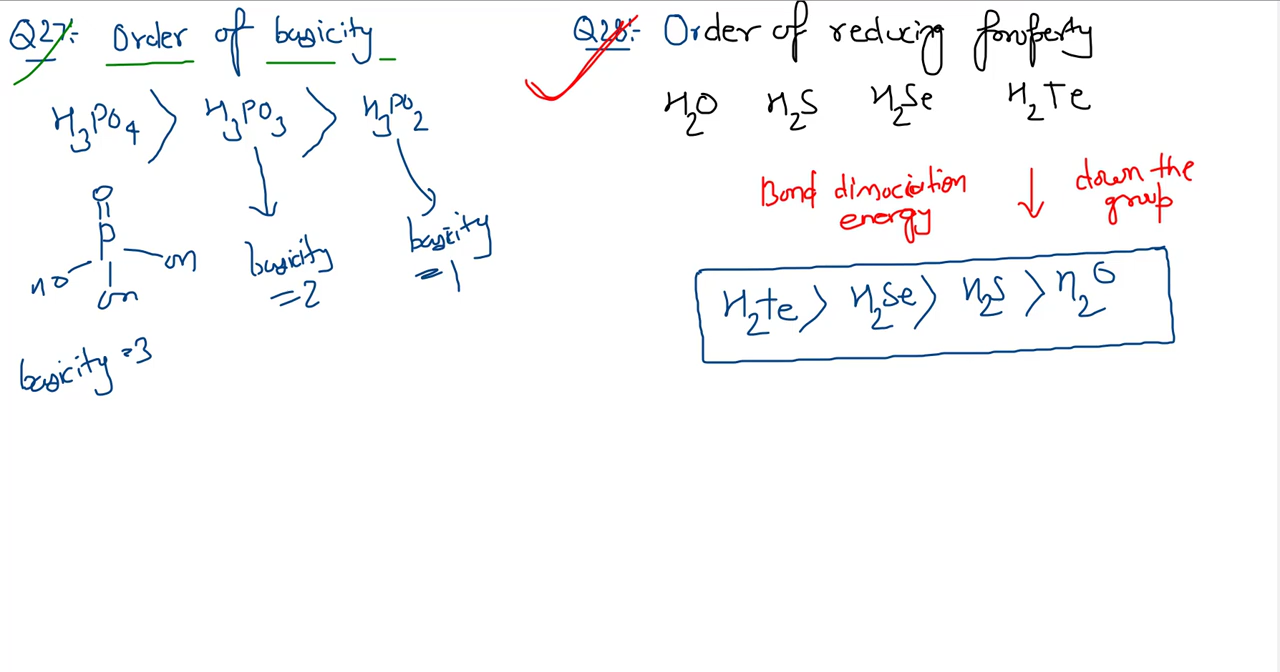 Q27:- Order of basicity
H3PO4 > H3PO3 > H3PO2
O
P
HO OH
OH
basicity = 3
basicity
= 2
basicity
= 1
Q28:- Order of reducing property
H2O H2S H2Se H2Te
Bond dissociation
energy
↓ down the
group
H2Te > H2Se > H2S > H2O